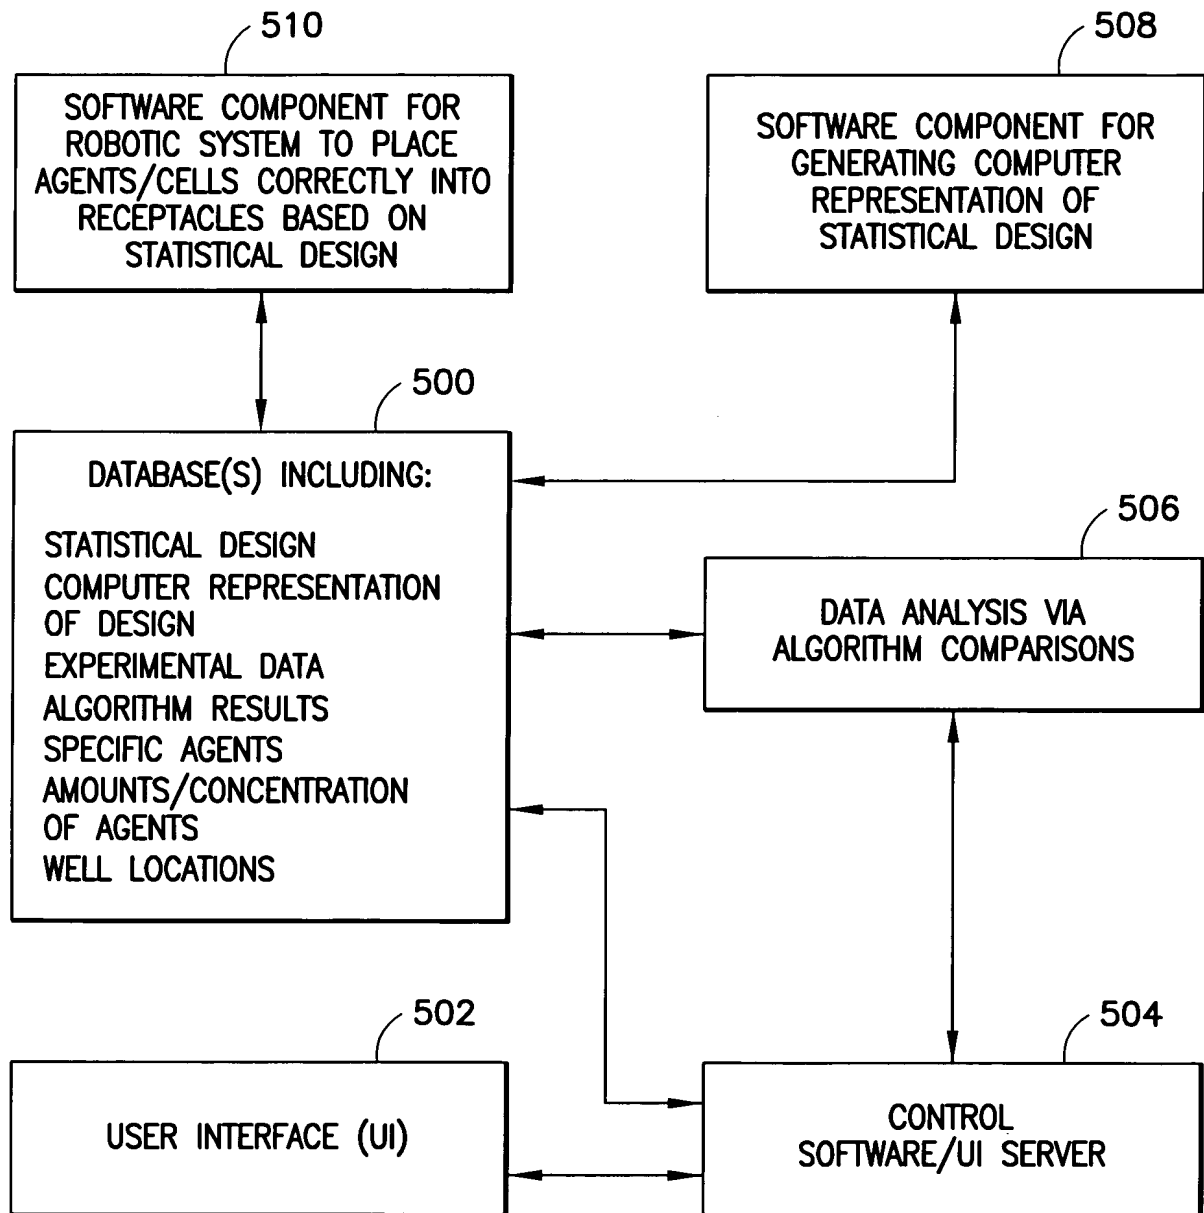 510
SOFTWARE COMPONENT FOR
ROBOTIC SYSTEM TO PLACE
AGENTS/CELLS CORRECTLY INTO
RECEPTACLES BASED ON
STATISTICAL DESIGN
508
SOFTWARE COMPONENT FOR
GENERATING COMPUTER
REPRESENTATION OF
STATISTICAL DESIGN
500
DATABASE(S) INCLUDING:
STATISTICAL DESIGN
COMPUTER REPRESENTATION
OF DESIGN
EXPERIMENTAL DATA
ALGORITHM RESULTS
SPECIFIC AGENTS
AMOUNTS/CONCENTRATION
OF AGENTS
WELL LOCATIONS
506
DATA ANALYSIS VIA
ALGORITHM COMPARISONS
502
USER INTERFACE (UI)
504
CONTROL
SOFTWARE/UI SERVER